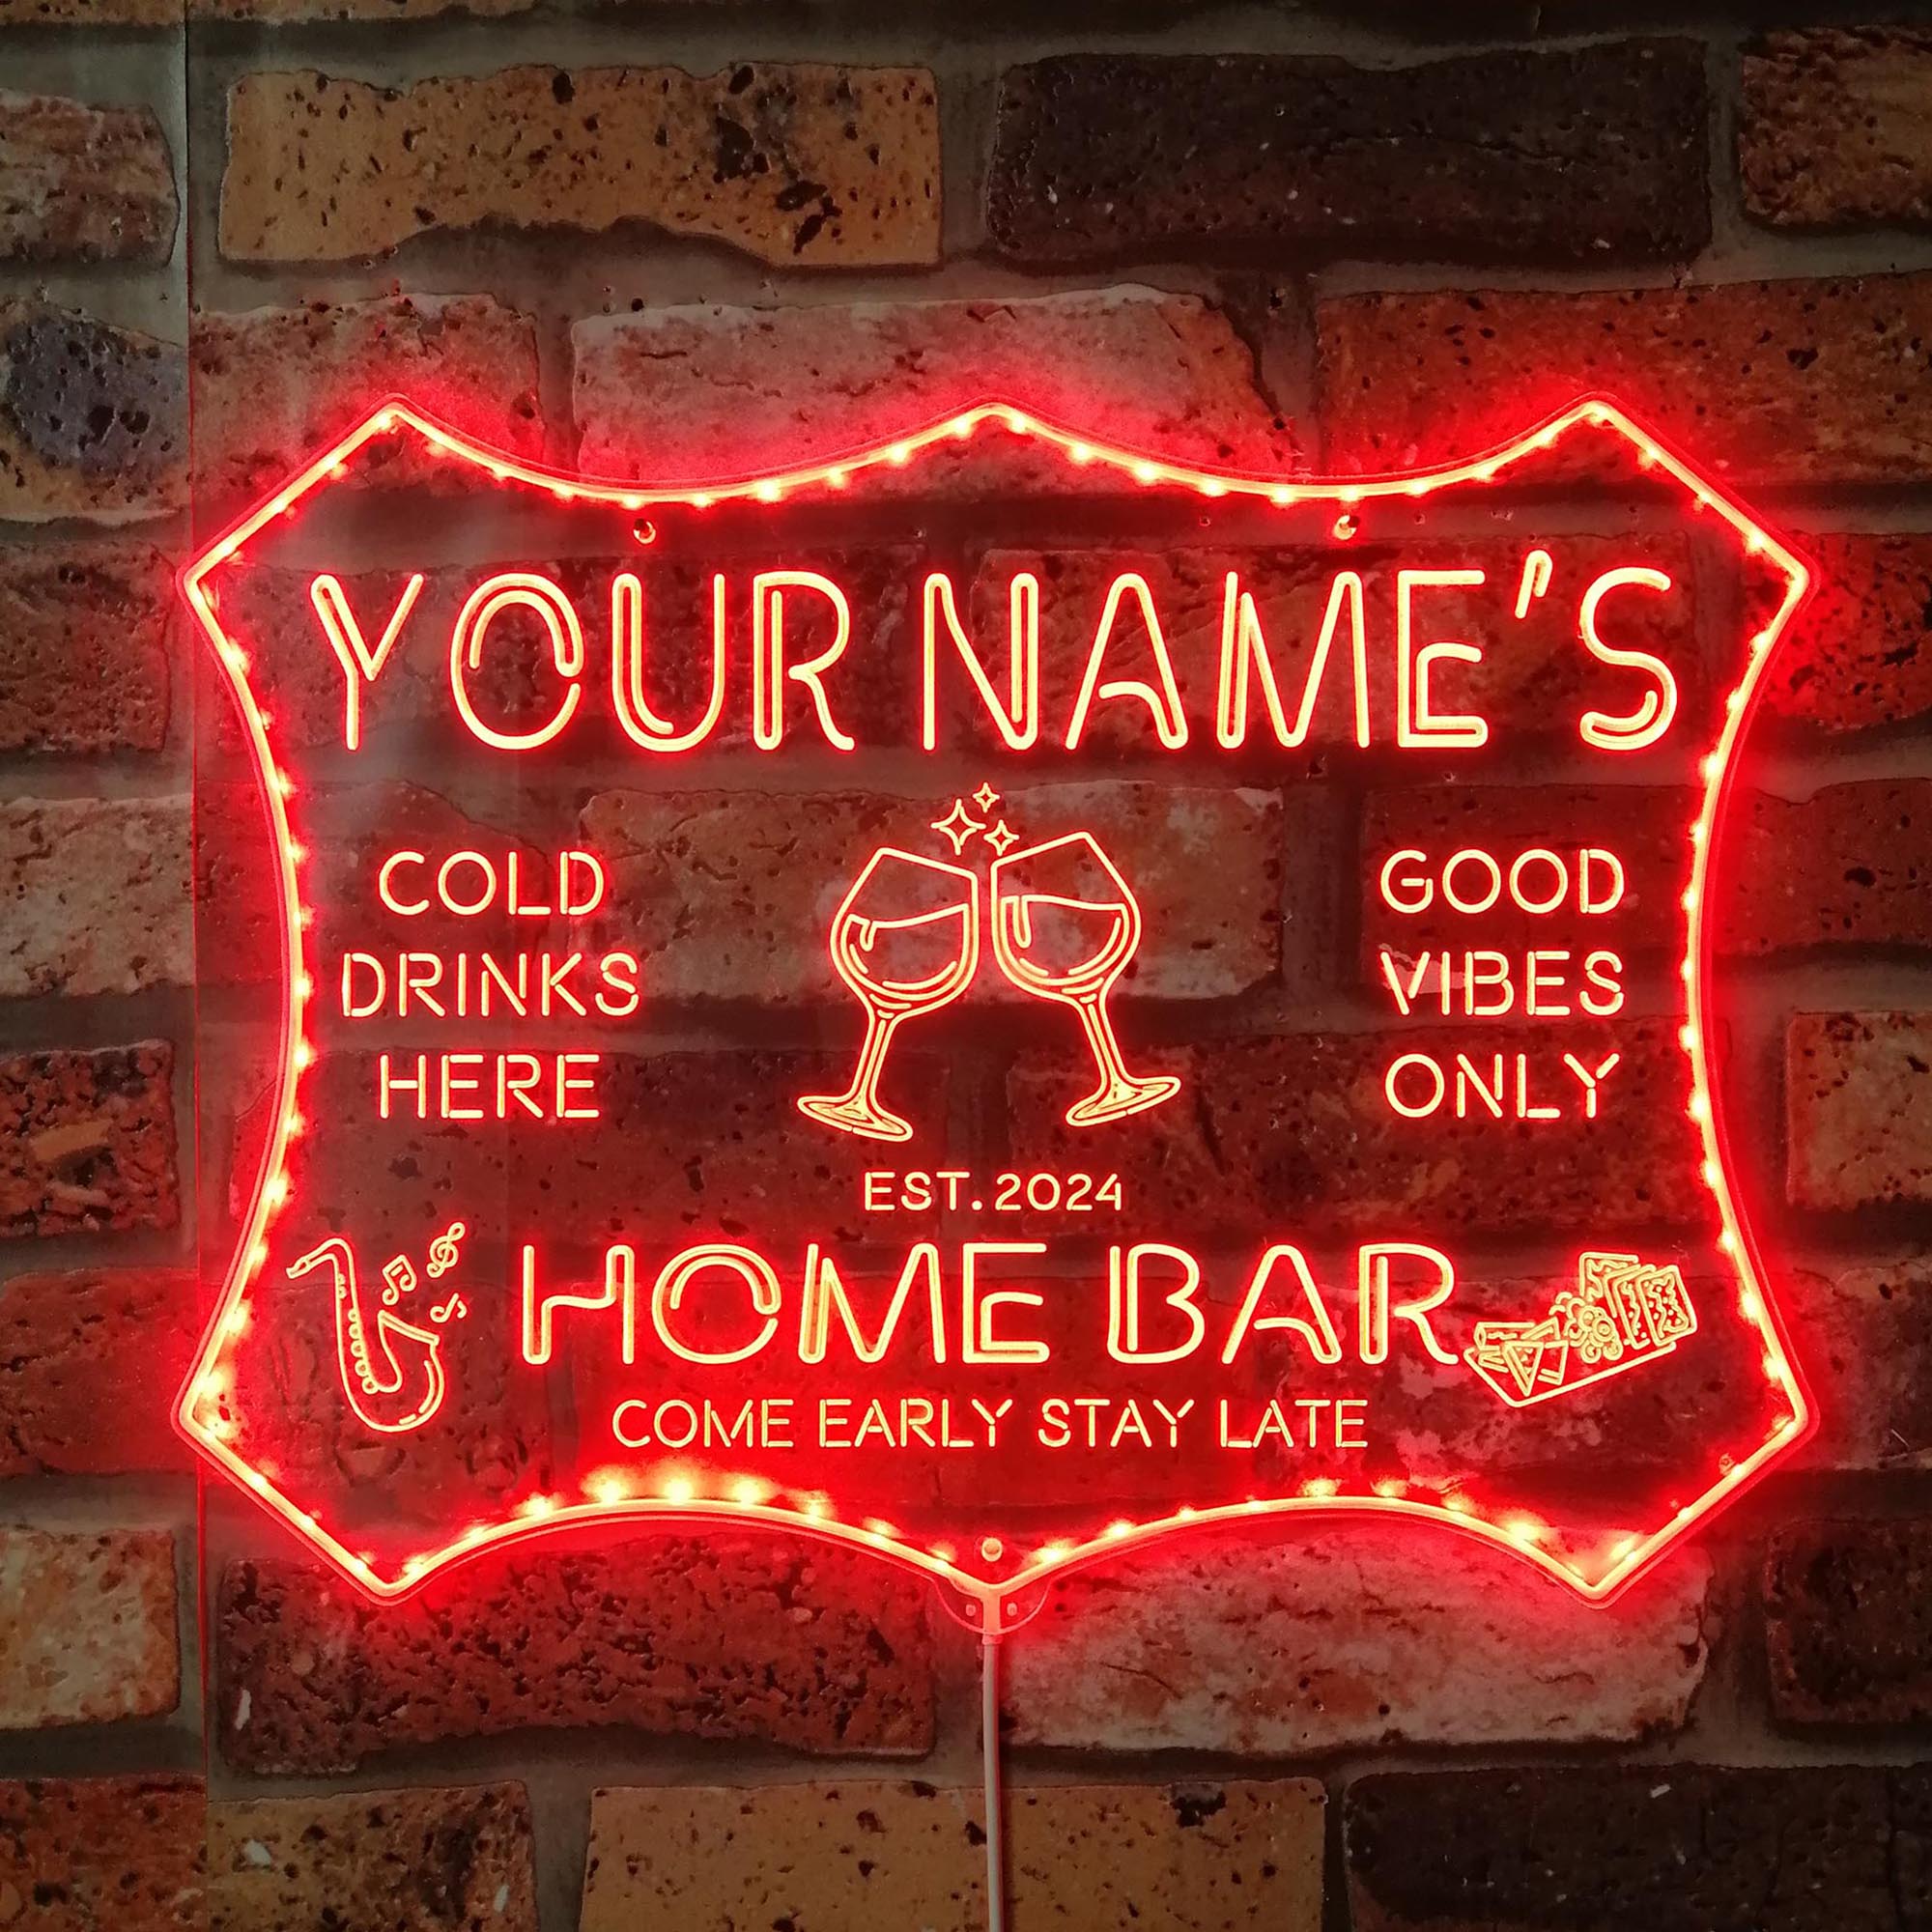 YOUR NAME'S
COLD
DRINKS
HERE
GOOD
VIBES
ONLY
EST.2024
HOME BAR
COME EARLY STAY LATE